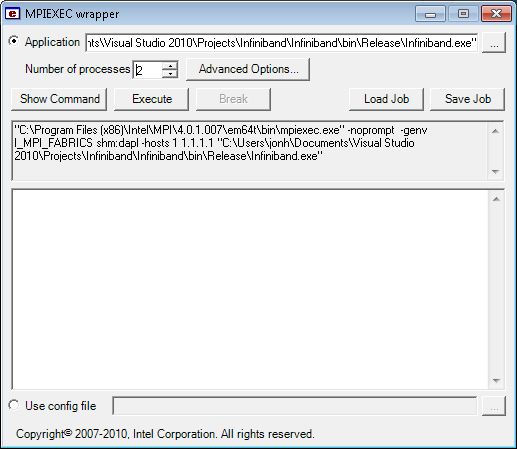 MPIEXEC wrapper
Application nts\Visual Studio 2010\Projects\Infiniband\Infiniband\bin\Release\Infiniband.exe" ...
Number of processes 2 Advanced Options...
Show Command Execute Break Load Job Save Job
"C:\Program Files (x86)\Intel\MPI\4.0.1.007\em64t\bin\mpiexec.exe" -noprompt -genv
I_MPI_FABRICS shm:dapl -hosts 1 1.1.1.1 "C:\Users\jonh\Documents\Visual Studio
2010\Projects\Infiniband\Infiniband\bin\Release\Infiniband.exe"
Use config file ...
Copyright© 2007-2010, Intel Corporation. All rights reserved.